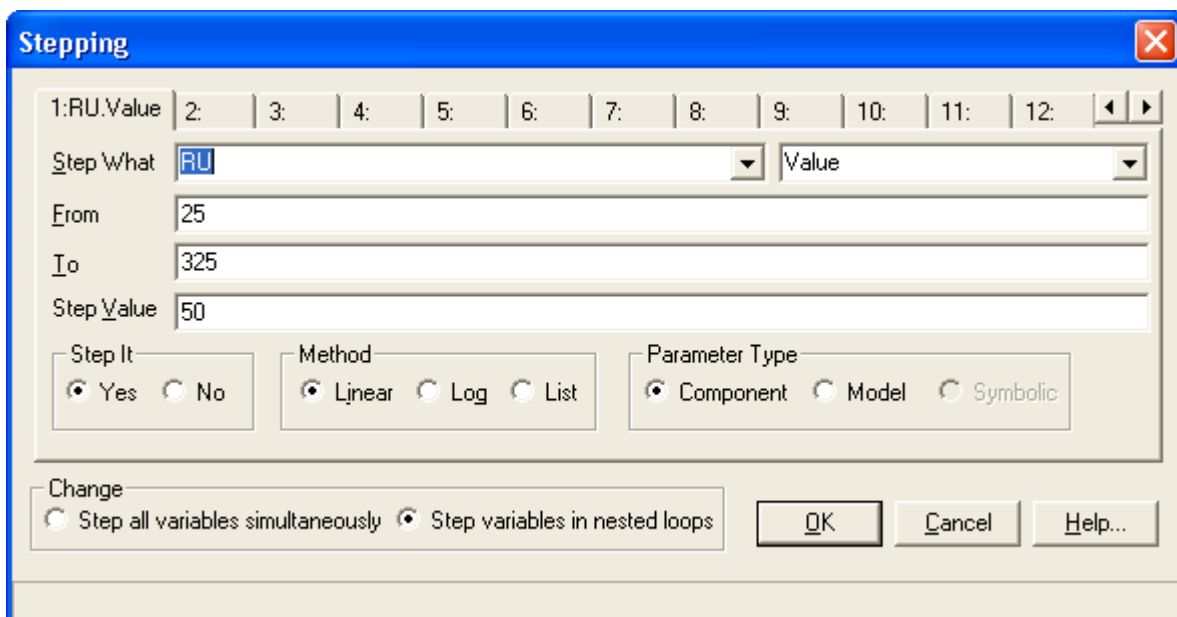 Stepping
1:RU.Value 2: 3: 4: 5: 6: 7: 8: 9: 10: 11: 12:
Step What RU Value
From 25
To 325
Step Value 50
Step It Method Parameter Type
Yes No Linear Log List Component Model Symbolic
Change
Step all variables simultaneously Step variables in nested loops OK Cancel Help...